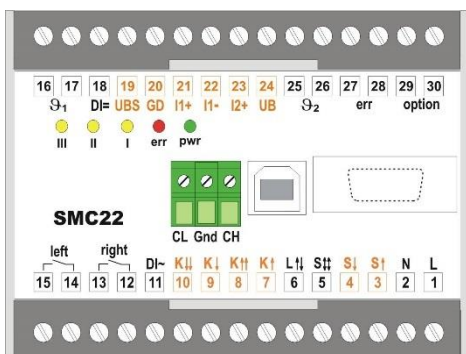 16 17 18 19 20 21 22 23 24 25 26 27 28 29 30
ϑ1 DI= UBS GD I1+ I1- I2+ UB ϑ2 err option
III II I err pwr
SMC22
CL Gnd CH
left right DI~ K⇊ K↓ K⇈ K↑ L↑↓ S⇅ S↓ S↑ N L
15 14 13 12 11 10 9 8 7 6 5 4 3 2 1